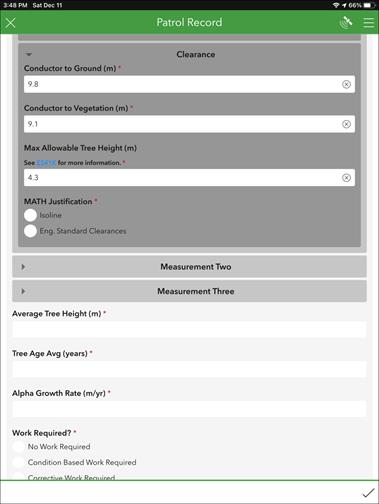 3:48 PM Sat Dec 11 66%
Patrol Record
Clearance
Conductor to Ground (m) *
9.8
Conductor to Vegetation (m) *
9.1
Max Allowable Tree Height (m)
See ES41K for more information. *
4.3
MATH Justification *
Isoline
Eng. Standard Clearances
Measurement Two
Measurement Three
Average Tree Height (m) *
Tree Age Avg (years) *
Alpha Growth Rate (m/yr) *
Work Required? *
No Work Required
Condition Based Work Required
Corrective Work Required